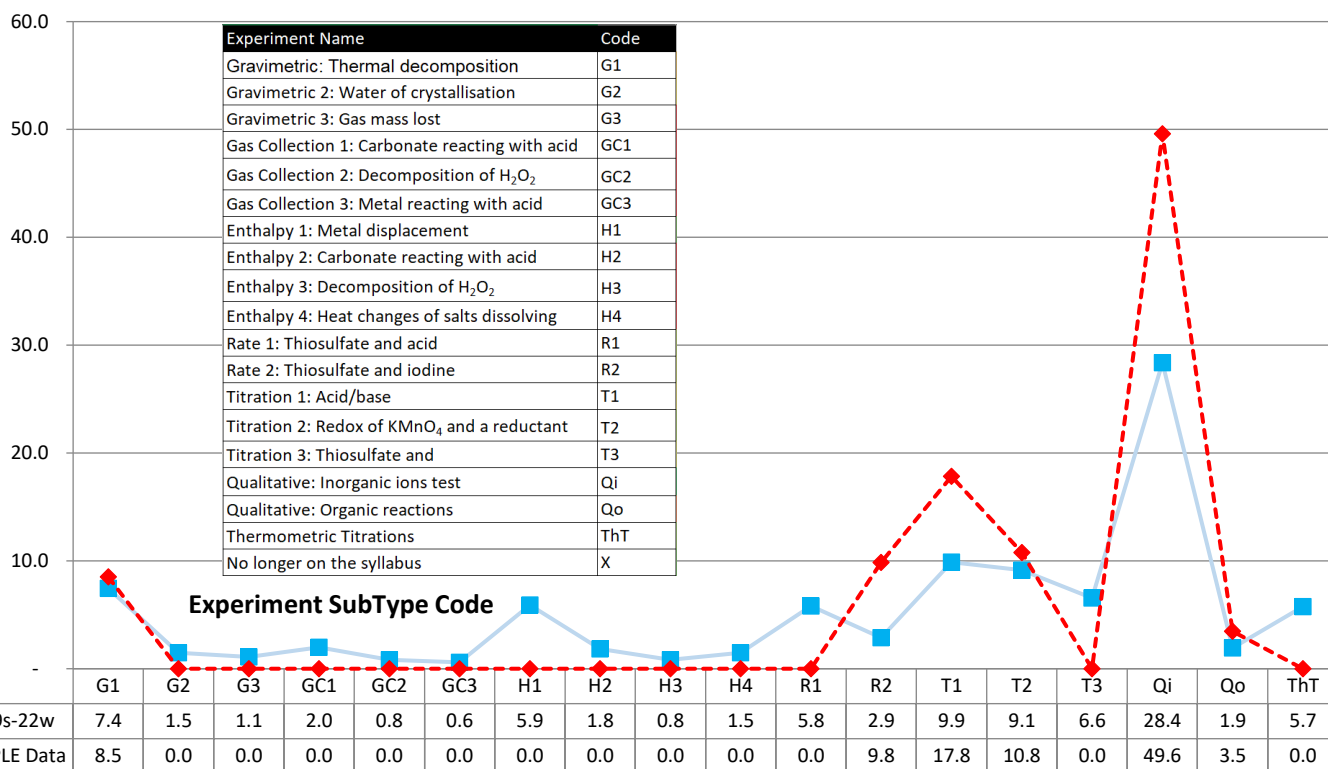 60.0
50.0
40.0
30.0
20.0
10.0
-
Experiment Name Code
Gravimetric: Thermal decomposition G1
Gravimetric 2: Water of crystallisation G2
Gravimetric 3: Gas mass lost G3
Gas Collection 1: Carbonate reacting with acid GC1
Gas Collection 2: Decomposition of H₂O₂ GC2
Gas Collection 3: Metal reacting with acid GC3
Enthalpy 1: Metal displacement H1
Enthalpy 2: Carbonate reacting with acid H2
Enthalpy 3: Decomposition of H₂O₂ H3
Enthalpy 4: Heat changes of salts dissolving H4
Rate 1: Thiosulfate and acid R1
Rate 2: Thiosulfate and iodine R2
Titration 1: Acid/base T1
Titration 2: Redox of KMnO₄ and a reductant T2
Titration 3: Thiosulfate and T3
Qualitative: Inorganic ions test Qi
Qualitative: Organic reactions Qo
Thermometric Titrations ThT
No longer on the syllabus X
Experiment SubType Code
G1 G2 G3 GC1 GC2 GC3 H1 H2 H3 H4 R1 R2 T1 T2 T3 Qi Qo ThT
s-22w 7.4 1.5 1.1 2.0 0.8 0.6 5.9 1.8 0.8 1.5 5.8 2.9 9.9 9.1 6.6 28.4 1.9 5.7
LE Data 8.5 0.0 0.0 0.0 0.0 0.0 0.0 0.0 0.0 0.0 0.0 9.8 17.8 10.8 0.0 49.6 3.5 0.0